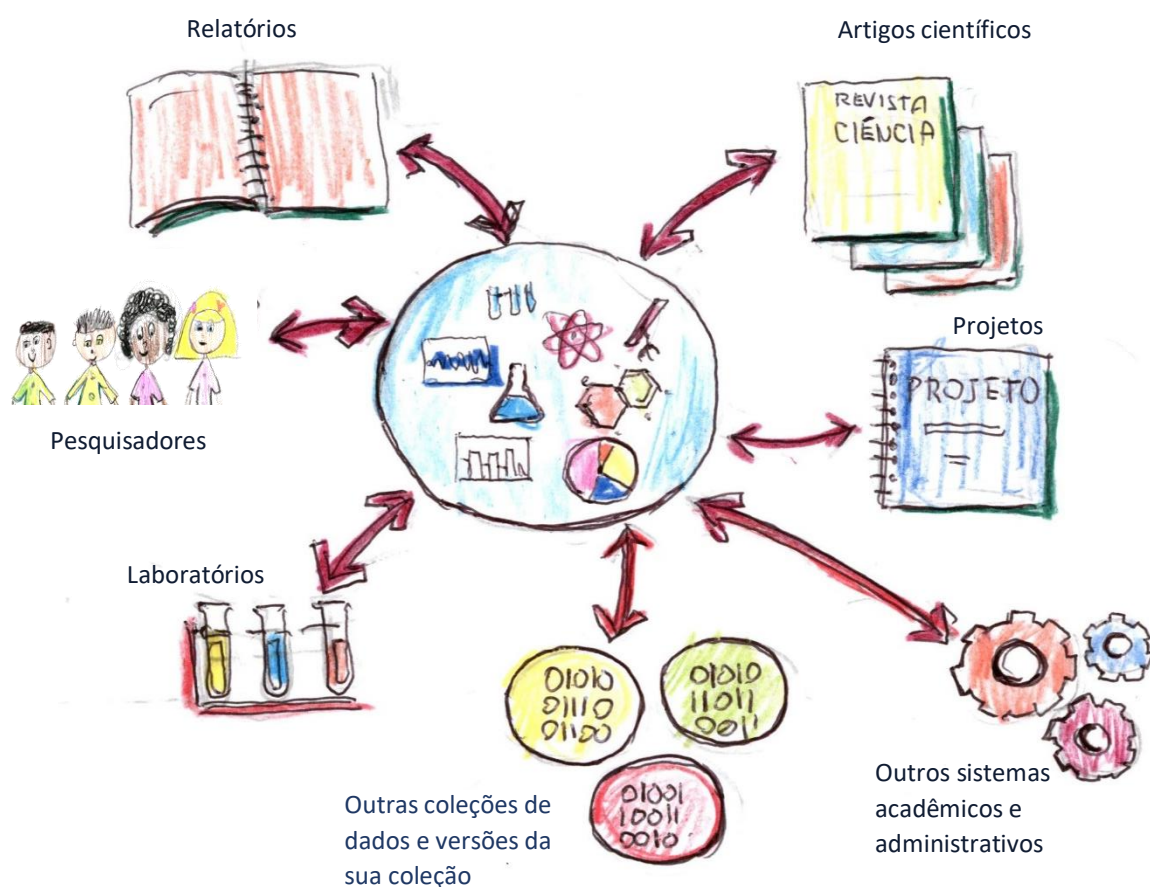 Relatórios
Artigos científicos
REVISTA
CIÊNCIA
Projetos
PROJETO
Pesquisadores
Laboratórios
01010
01110
01100
01010
11011
0011
01001
10011
0010
Outras coleções de
dados e versões da
sua coleção
Outros sistemas
acadêmicos e
administrativos